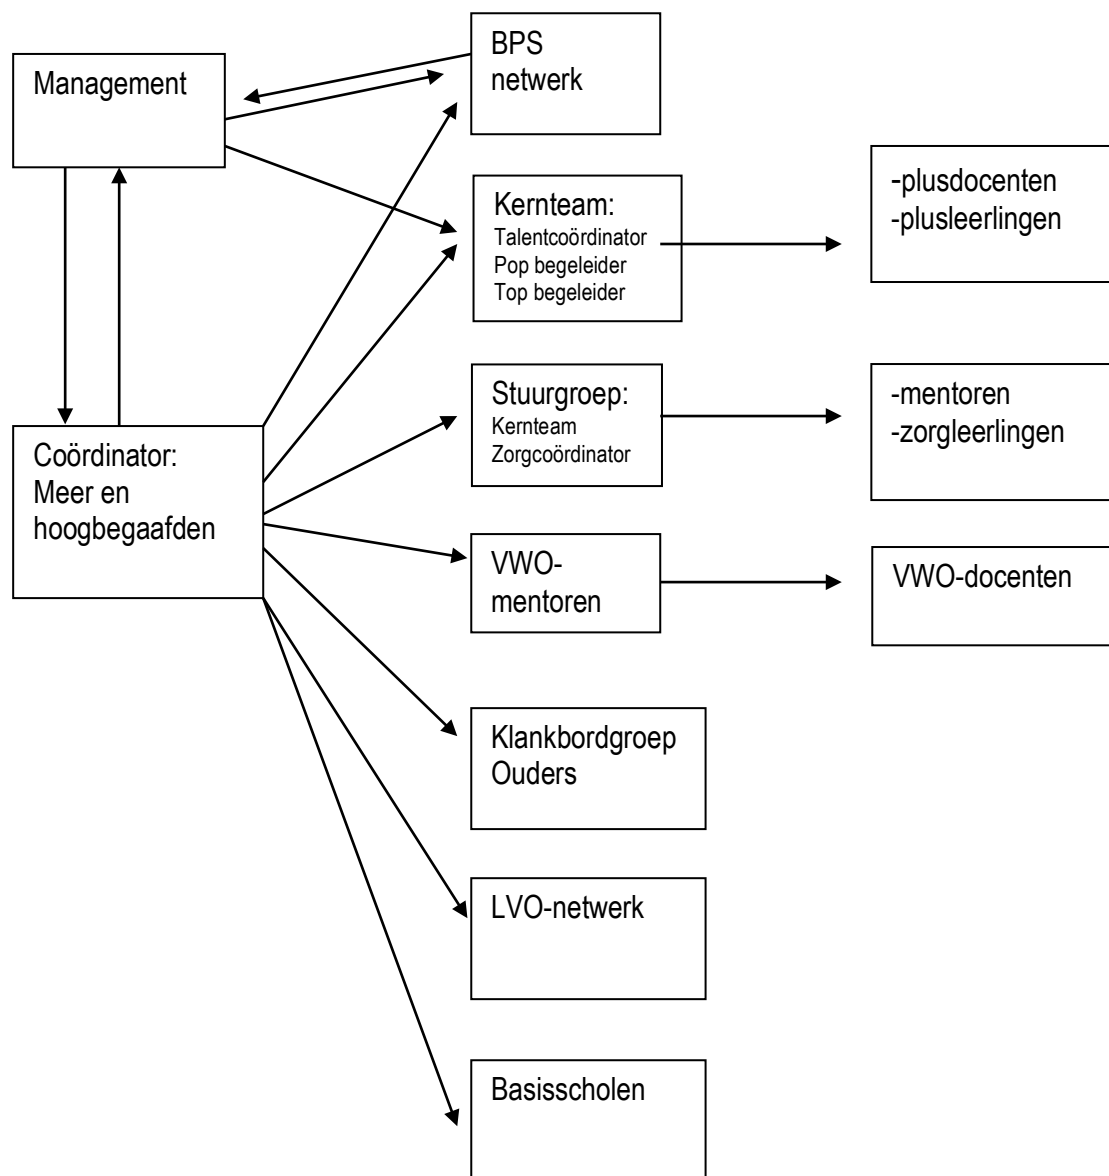 Management
BPS
netwerk
Kernteam:
Talentcoördinator
Pop begeleider
Top begeleider
-plusdocenten
-plusleerlingen
Coördinator:
Meer en
hoogbegaafden
Stuurgroep:
Kernteam
Zorgcoördinator
-mentoren
-zorgleerlingen
VWO-
mentoren
VWO-docenten
Klankbordgroep
Ouders
LVO-netwerk
Basisscholen